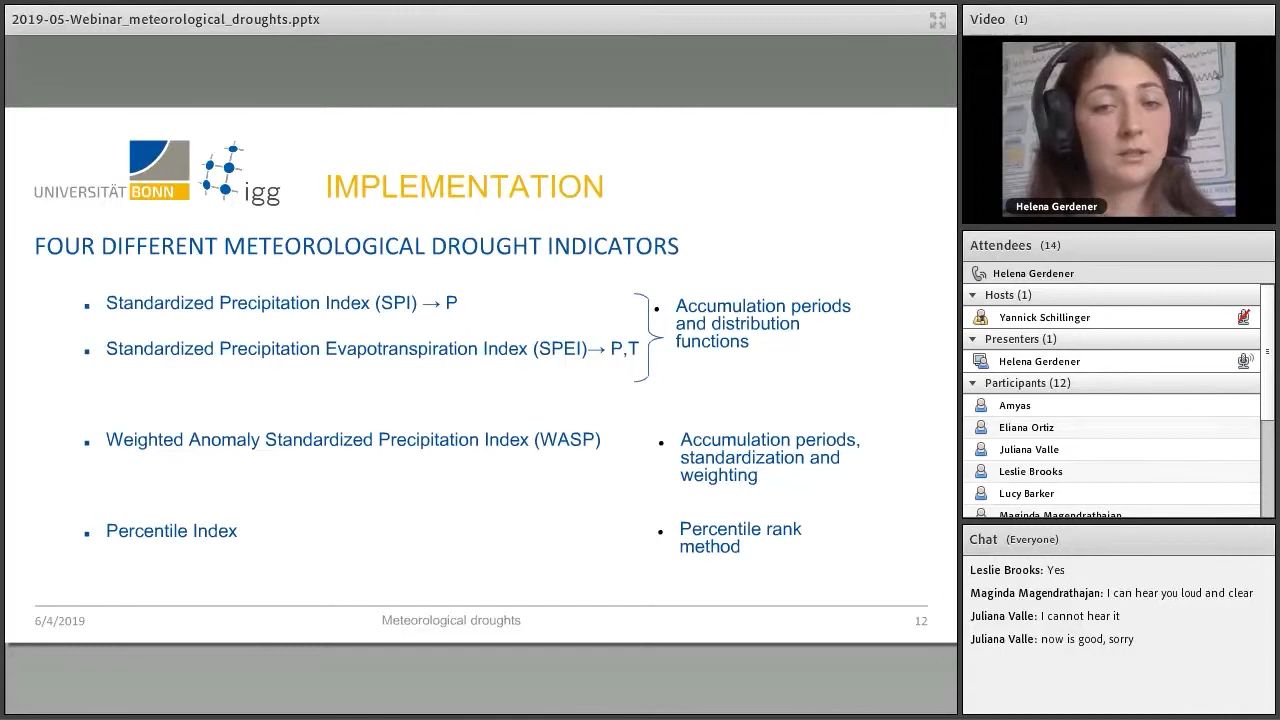 2019-05-Webinar_meteorological_droughts.pptx
UNIVERSITÄT BONN
igg
IMPLEMENTATION
FOUR DIFFERENT METEOROLOGICAL DROUGHT INDICATORS
▪ Standardized Precipitation Index (SPI) → P
▪ Standardized Precipitation Evapotranspiration Index (SPEI)→ P,T
• Accumulation periods
and distribution
functions
▪ Weighted Anomaly Standardized Precipitation Index (WASP)
• Accumulation periods,
standardization and
weighting
▪ Percentile Index
• Percentile rank
method
6/4/2019
Meteorological droughts
12
Video (1)
Helena Gerdener
Attendees (14)
Helena Gerdener
Hosts (1)
Yannick Schillinger
Presenters (1)
Helena Gerdener
Participants (12)
Amyas
Eliana Ortiz
Juliana Valle
Leslie Brooks
Lucy Barker
Maginda Magendrathajan
Chat (Everyone)
Leslie Brooks: Yes
Maginda Magendrathajan: I can hear you loud and clear
Juliana Valle: I cannot hear it
Juliana Valle: now is good, sorry